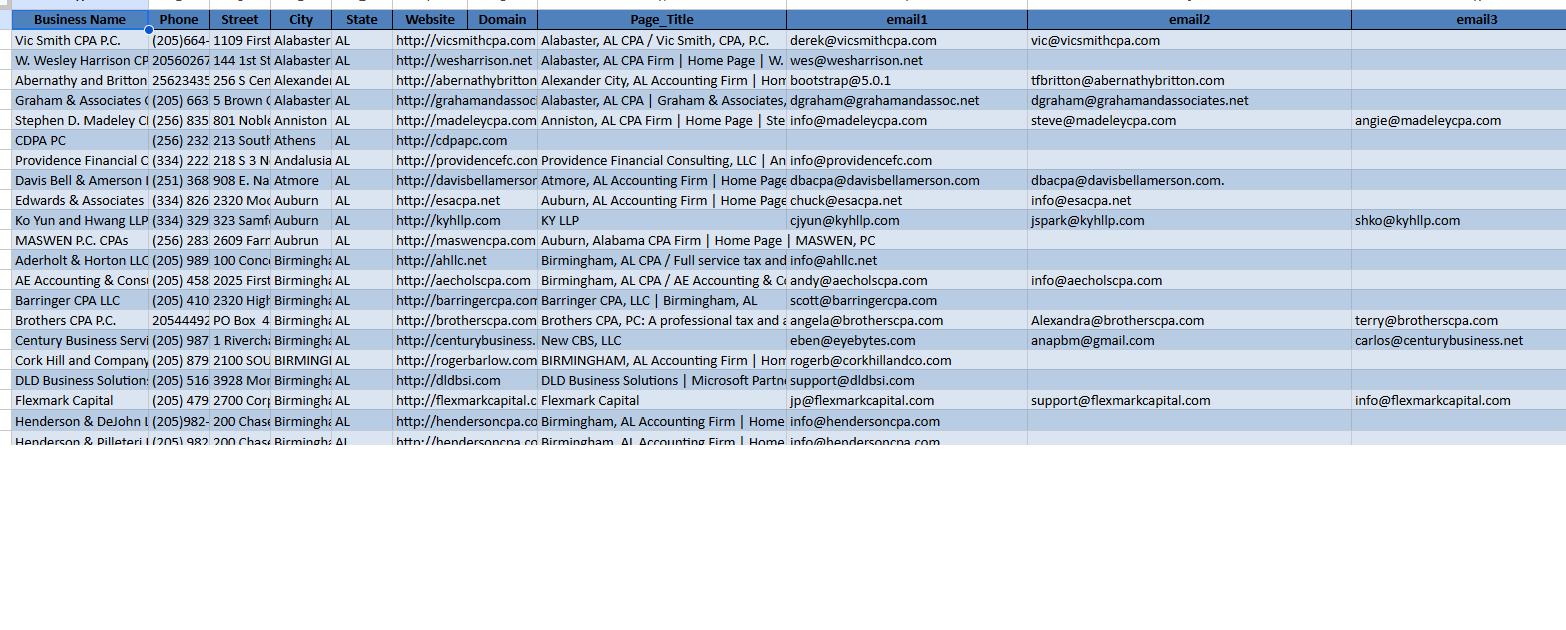 Business Name Phone Street City State Website Domain Page_Title email1 email2 email3
Vic Smith CPA P.C. (205)664- 1109 First Alabaster AL http://vicsmithcpa.com Alabaster, AL CPA / Vic Smith, CPA, P.C. derek@vicsmithcpa.com vic@vicsmithcpa.com
W. Wesley Harrison CP 20560267 144 1st St Alabaster AL http://wesharrison.net Alabaster, AL CPA Firm | Home Page | W. wes@wesharrison.net
Abernathy and Britton 25623435 256 S Cen Alexander AL http://abernathybritton Alexander City, AL Accounting Firm | Hom bootstrap@5.0.1 tfbritton@abernathybritton.com
Graham & Associates C (205) 663 5 Brown C Alabaster AL http://grahamandassoc Alabaster, AL CPA | Graham & Associates, dgraham@grahamandassoc.net dgraham@grahamandassociates.net
Stephen D. Madeley C (256) 835 801 Noble Anniston AL http://madeleycpa.com Anniston, AL CPA Firm | Home Page | Ste info@madeleycpa.com steve@madeleycpa.com angie@madeleycpa.com
CDPA PC (256) 232 213 South Athens AL http://cdpapc.com
Providence Financial C (334) 222 218 S 3 N Andalusia AL http://providencefc.com Providence Financial Consulting, LLC | An info@providencefc.com
Davis Bell & Amerson (251) 368 908 E. Na Atmore AL http://davisbellamerson Atmore, AL Accounting Firm | Home Page dbacpa@davisbellamerson.com dbacpa@davisbellamerson.com.
Edwards & Associates (334) 826 2320 Moo Auburn AL http://esacpa.net Auburn, AL Accounting Firm | Home Page chuck@esacpa.net info@esacpa.net
Ko Yun and Hwang LLP (334) 329 323 Samf Auburn AL http://kyhllp.com KY LLP cjyun@kyhllp.com jspark@kyhllp.com shko@kyhllp.com
MASWEN P.C. CPAs (256) 283 2609 Farr Aubrun AL http://maswencpa.com Auburn, Alabama CPA Firm | Home Page | MASWEN, PC
Aderholt & Horton LLC (205) 989 100 Conc Birmingha AL http://ahllc.net Birmingham, AL CPA / Full service tax and info@ahllc.net
AE Accounting & Cons (205) 458 2025 First Birmingha AL http://aecholscpa.com Birmingham, AL CPA / AE Accounting & Co andy@aecholscpa.com info@aecholscpa.com
Barringer CPA LLC (205) 410 2320 High Birmingha AL http://barringercpa.com Barringer CPA, LLC | Birmingham, AL scott@barringercpa.com
Brothers CPA P.C. 20544492 PO Box 4 Birmingha AL http://brotherscpa.com Brothers CPA, PC: A professional tax and a angela@brotherscpa.com Alexandra@brotherscpa.com terry@brotherscpa.com
Century Business Servi (205) 987 1 Rivercha Birmingha AL http://centurybusiness. New CBS, LLC eben@eyebytes.com anapbm@gmail.com carlos@centurybusiness.net
Cork Hill and Company (205) 879 2100 SOU BIRMINGI AL http://rogerbarlow.com BIRMINGHAM, AL Accounting Firm | Hom rogerb@corkhillandco.com
DLD Business Solutions (205) 516 3928 Mor Birmingha AL http://dldbsi.com DLD Business Solutions | Microsoft Partne support@dldbsi.com
Flexmark Capital (205) 479 2700 Corp Birmingha AL http://flexmarkcapital.c Flexmark Capital jp@flexmarkcapital.com support@flexmarkcapital.com info@flexmarkcapital.com
Henderson & DeJohn L (205)982- 200 Chase Birmingha AL http://hendersoncpa.co Birmingham, AL Accounting Firm | Home info@hendersoncpa.com
Henderson & Pilleteri (205) 982 200 Chase Birmingha AL http://hendersoncpa.co Birmingham, AL Accounting Firm | Home info@hendersoncpa.com